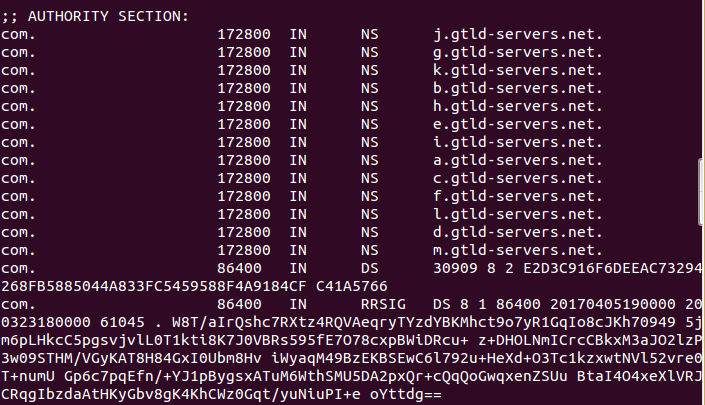 ;; AUTHORITY SECTION:
com. 172800 IN NS j.gtld-servers.net.
com. 172800 IN NS g.gtld-servers.net.
com. 172800 IN NS k.gtld-servers.net.
com. 172800 IN NS b.gtld-servers.net.
com. 172800 IN NS h.gtld-servers.net.
com. 172800 IN NS e.gtld-servers.net.
com. 172800 IN NS i.gtld-servers.net.
com. 172800 IN NS a.gtld-servers.net.
com. 172800 IN NS c.gtld-servers.net.
com. 172800 IN NS f.gtld-servers.net.
com. 172800 IN NS l.gtld-servers.net.
com. 172800 IN NS d.gtld-servers.net.
com. 172800 IN NS m.gtld-servers.net.
com. 86400 IN DS 30909 8 2 E2D3C916F6DEEAC73294
268FB5885044A833FC5459588F4A9184CF C41A5766
com. 86400 IN RRSIG DS 8 1 86400 20170405190000 20
0323180000 61045 . W8T/aIrQshc7RXtz4RQVAeqryTYzdYBKMhct9o7yR1GqIo8cJKh70949 5j
m6pLHkcC5pgsvjvlL0T1kti8K7J0VBRs595fE7O78cxpBWiDRcu+ z+DHOLNmICrcCBkxM3aJO2lzP
3w09STHM/VGyKAT8H84GxI0Ubm8Hv iWyaqM49BzEKBSEwC6l792u+HeXd+O3Tc1kzxwtNVl52vre0
T+numU Gp6c7pqEfn/+YJ1pBygsxATuM6WthSMU5DA2pxQr+cQqQoGwqxenZSUu BtaI4O4xeXlVRJ
CRqgIbzdaAtHKyGbv8gK4KhCWz0Gqt/yuNiuPI+e oYttdg==